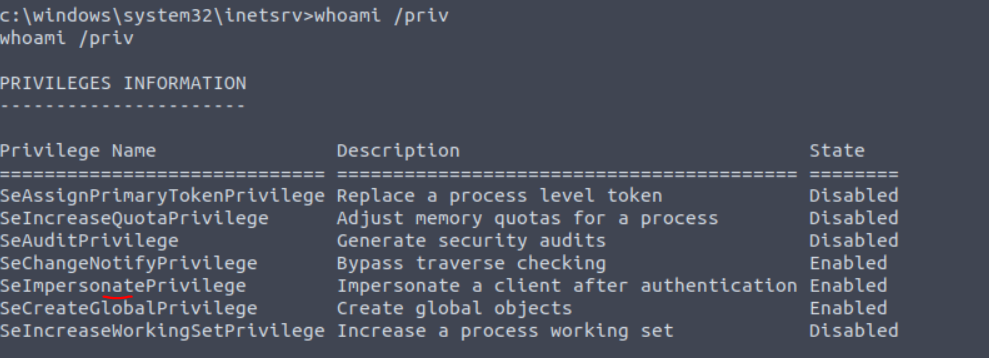 c:\windows\system32\inetsrv>whoami /priv
whoami /priv
PRIVILEGES INFORMATION
----------------------
Privilege Name Description State
============================= ========================================= ========
SeAssignPrimaryTokenPrivilege Replace a process level token Disabled
SeIncreaseQuotaPrivilege Adjust memory quotas for a process Disabled
SeAuditPrivilege Generate security audits Disabled
SeChangeNotifyPrivilege Bypass traverse checking Enabled
SeImpersonatePrivilege Impersonate a client after authentication Enabled
SeCreateGlobalPrivilege Create global objects Enabled
SeIncreaseWorkingSetPrivilege Increase a process working set Disabled